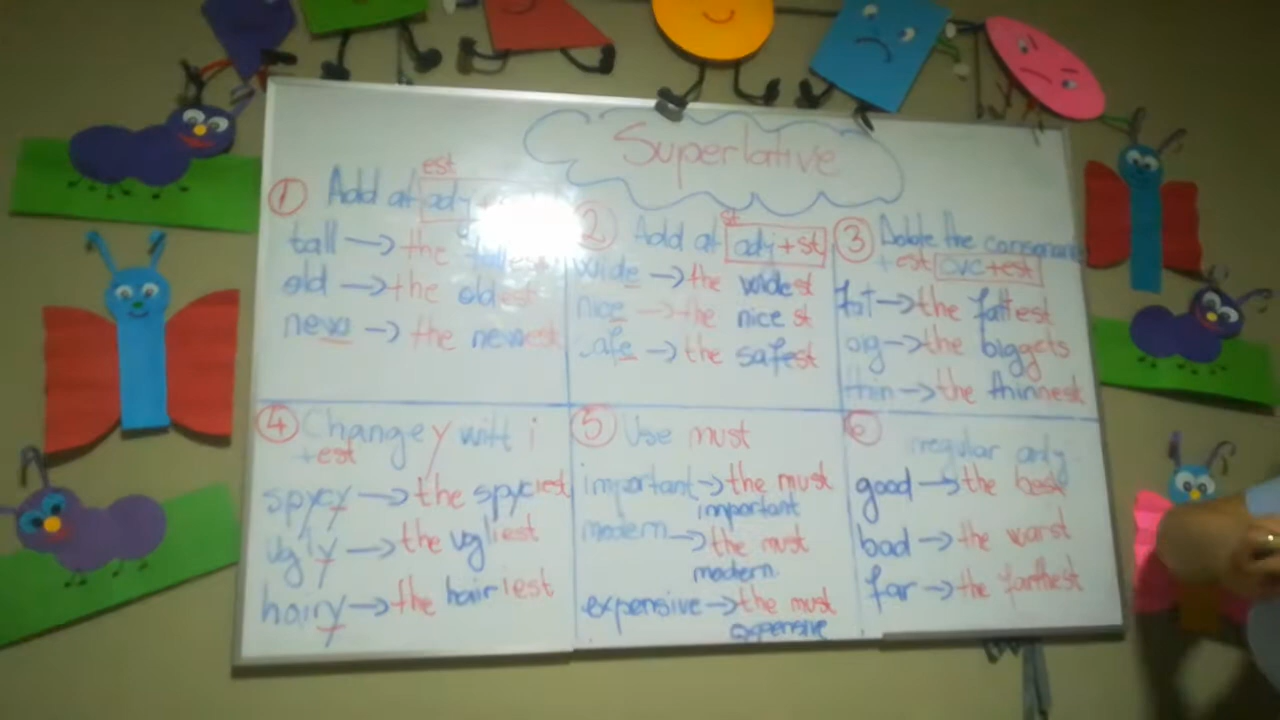 Superlative
est
① Add at adj
tall → the tallest
old → the oldest
new → the newest
② Add at st adj+st
wide → the widest
nice → the nice st
safe → the safest
③ Doble the consonant
+est cvc+est
fat → the fattest
big → the biggets
thin → the thinnest
④ Change y with i
+est
spycy → the spyciest
ugly → the ugliest
hairy → the hairiest
⑤ Use must
important → the must
important
modern → the must
modern
expensive → the must
expensive
⑥ irregular adj
good → the best
bad → the warst
far → the farthest